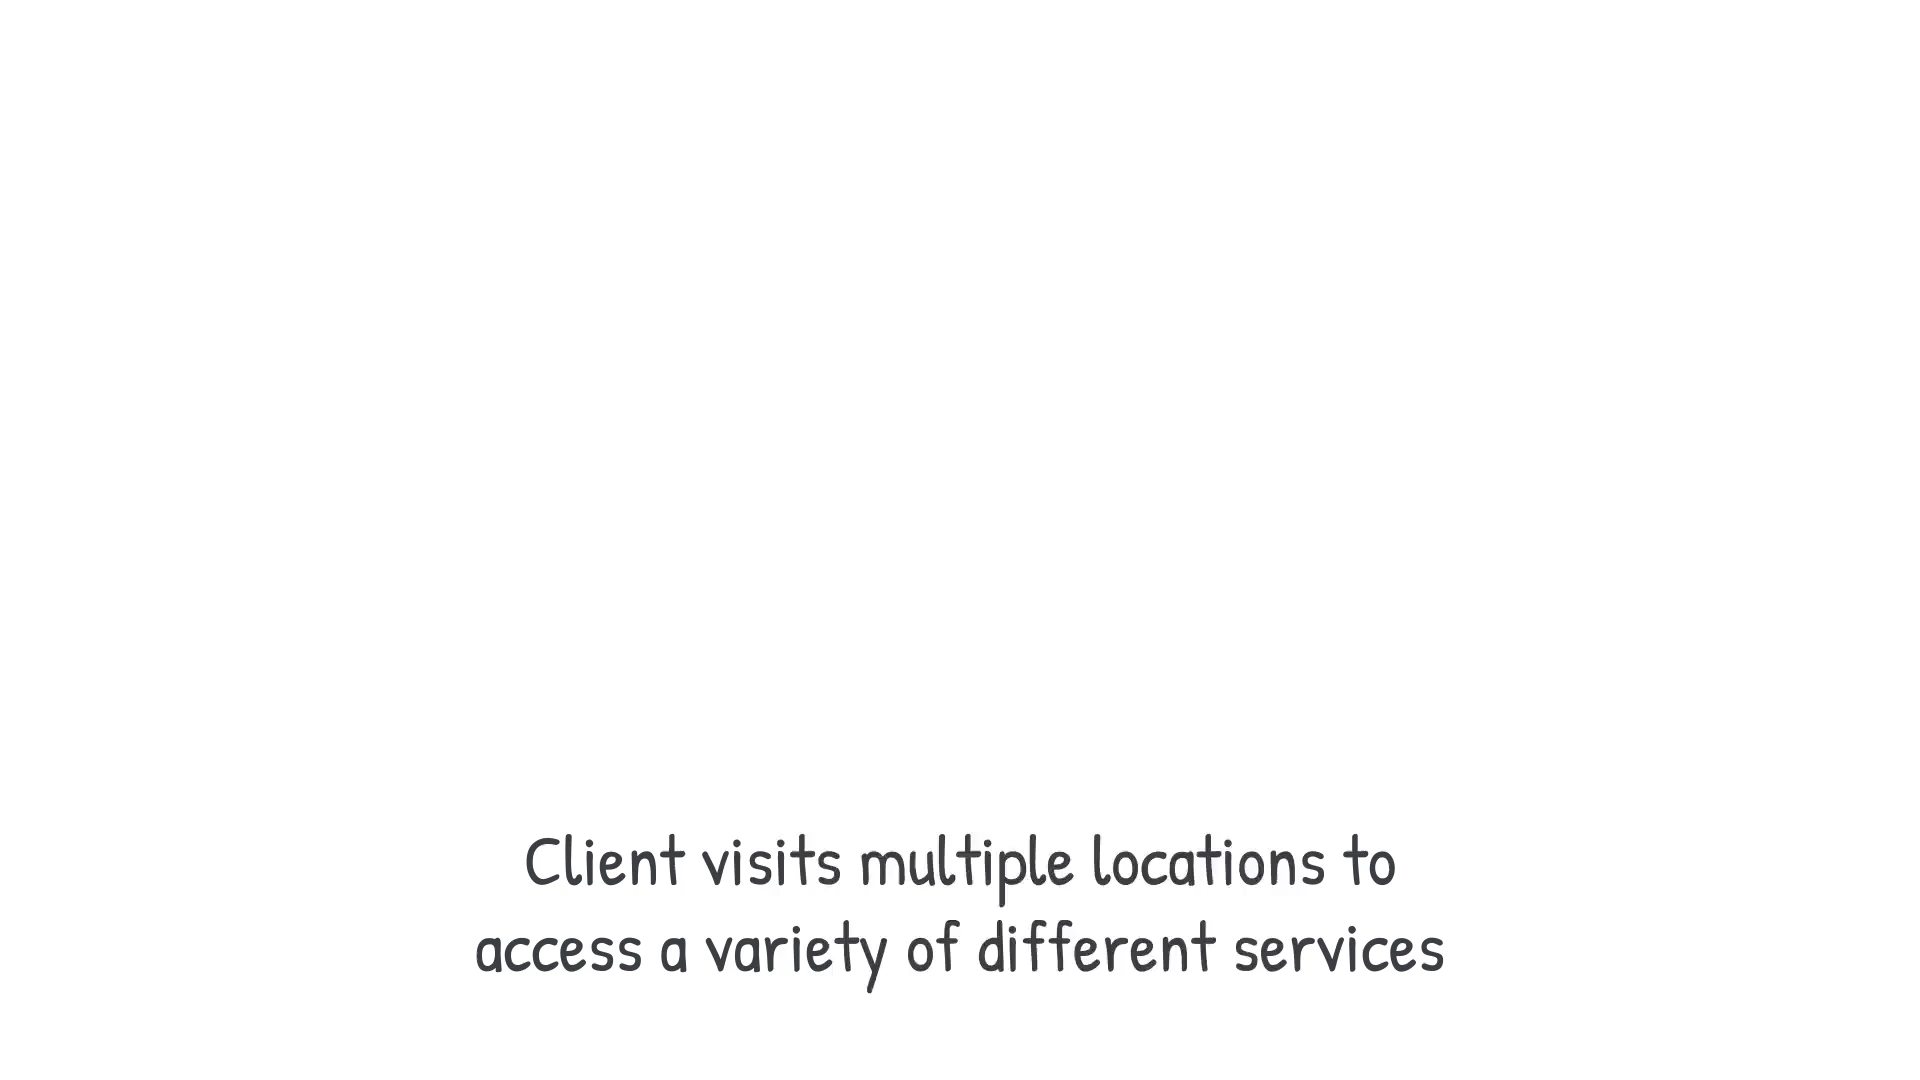 Client visits multiple locations to
access a variety of different services